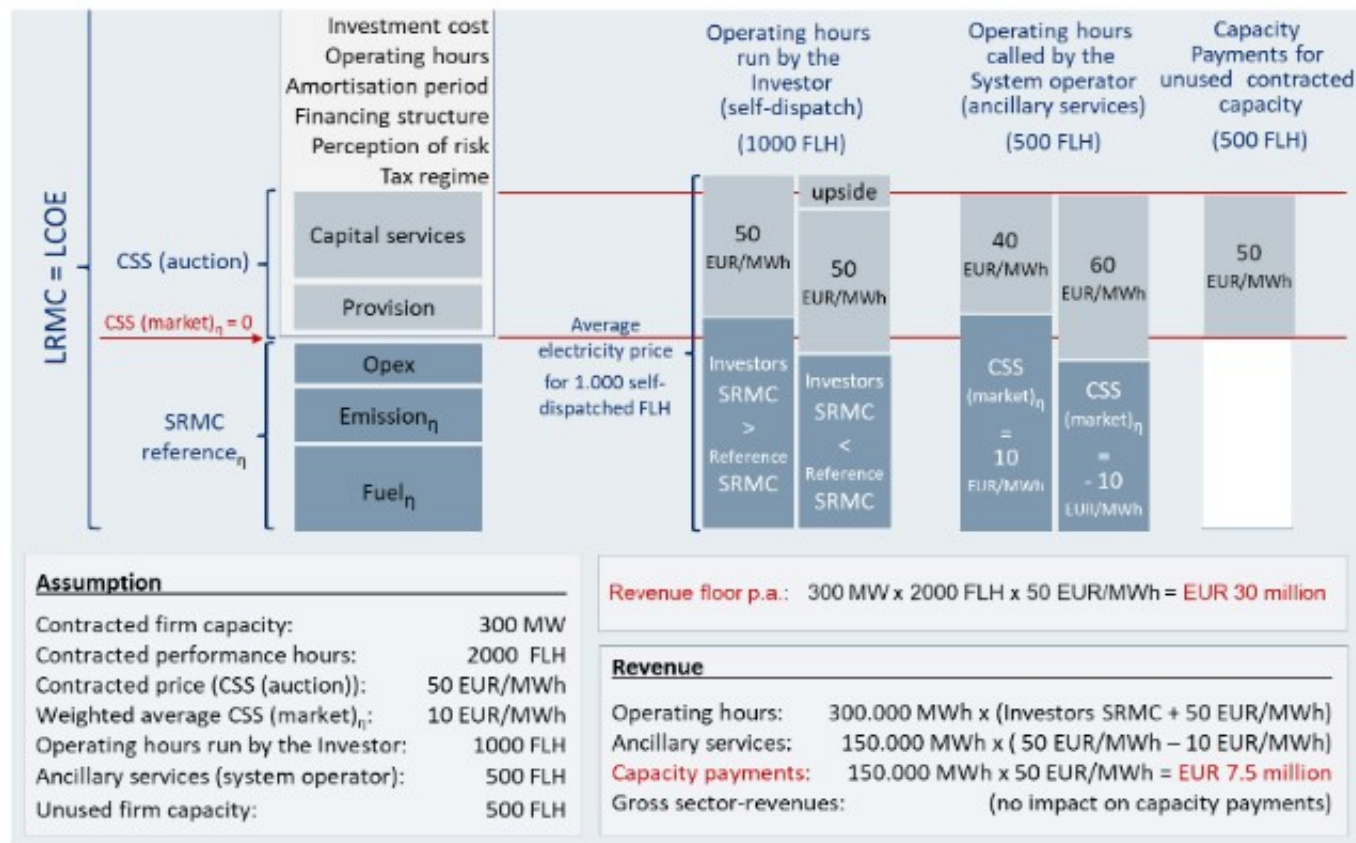 Investment cost
Operating hours
Amortisation period
Financing structure
Perception of risk
Tax regime
LRMC = LCOE
CSS (auction)
Capital services
Provision
CSS (market)η = 0
SRMC
referenceη
Opex
Emissionη
Fuelη
Operating hours
run by the
Investor
(self-dispatch)
(1000 FLH)
Average
electricity price
for 1.000 self-
dispatched FLH
50
EUR/MWh
Investors
SRMC
>
Reference
SRMC
upside
50
EUR/MWh
Investors
SRMC
<
Reference
SRMC
Operating hours
called by the
System operator
(ancillary services)
(500 FLH)
40
EUR/MWh
CSS
(market)η
=
10
EUR/MWh
60
EUR/MWh
CSS
(market)η
=
- 10
EUR/MWh
Capacity
Payments for
unused contracted
capacity
(500 FLH)
50
EUR/MWh
Assumption
Contracted firm capacity: 300 MW
Contracted performance hours: 2000 FLH
Contracted price (CSS (auction)): 50 EUR/MWh
Weighted average CSS (market)η: 10 EUR/MWh
Operating hours run by the Investor: 1000 FLH
Ancillary services (system operator): 500 FLH
Unused firm capacity: 500 FLH
Revenue floor p.a.: 300 MW x 2000 FLH x 50 EUR/MWh = EUR 30 million
Revenue
Operating hours: 300.000 MWh x (Investors SRMC + 50 EUR/MWh)
Ancillary services: 150.000 MWh x ( 50 EUR/MWh – 10 EUR/MWh)
Capacity payments: 150.000 MWh x 50 EUR/MWh = EUR 7.5 million
Gross sector-revenues: (no impact on capacity payments)